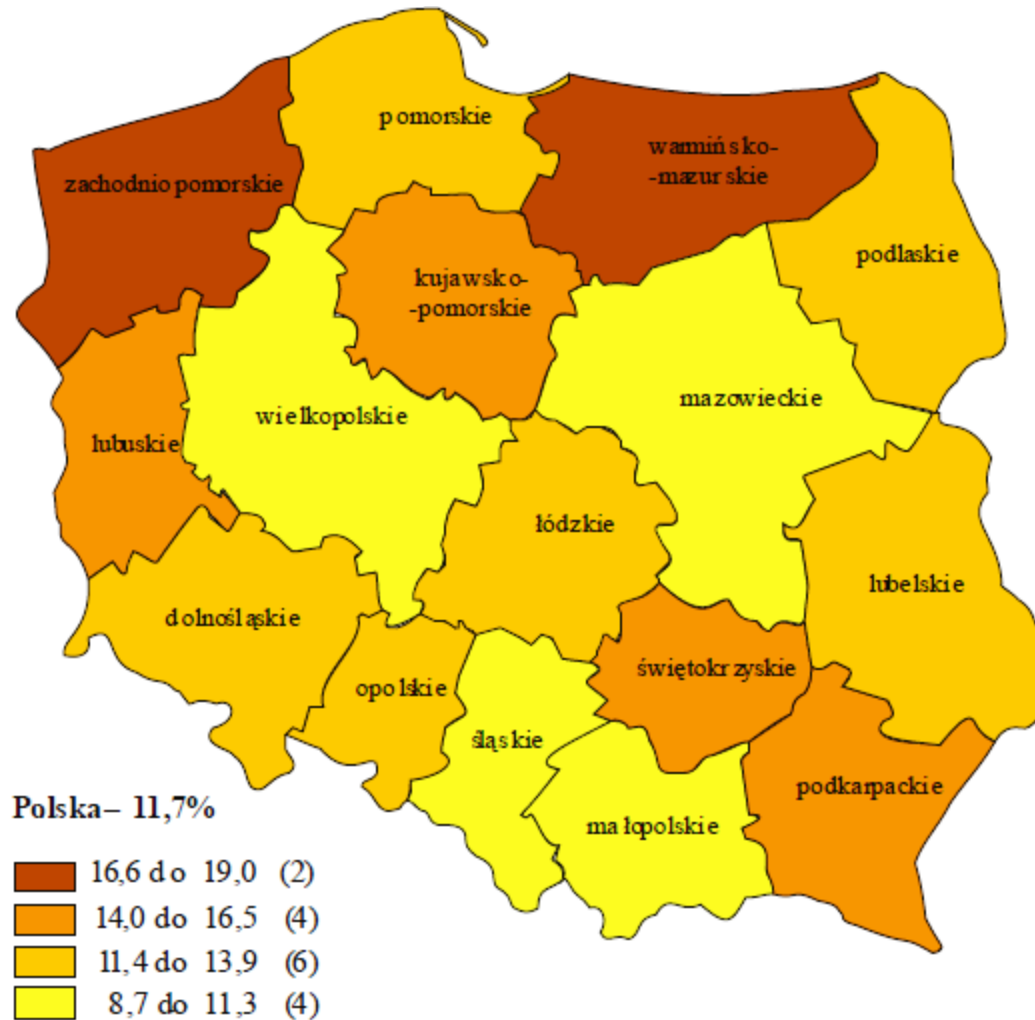 pomorskie
warmińsko-
-mazurskie
zachodniopomorskie
podlaskie
kujawsko-
-pomorskie
mazowieckie
wielkopolskie
lubuskie
łódzkie
lubelskie
dolnośląskie
świętokrzyskie
opolskie
śląskie
podkarpackie
małopolskie
Polska – 11,7%
16,6 do 19,0 (2)
14,0 do 16,5 (4)
11,4 do 13,9 (6)
8,7 do 11,3 (4)